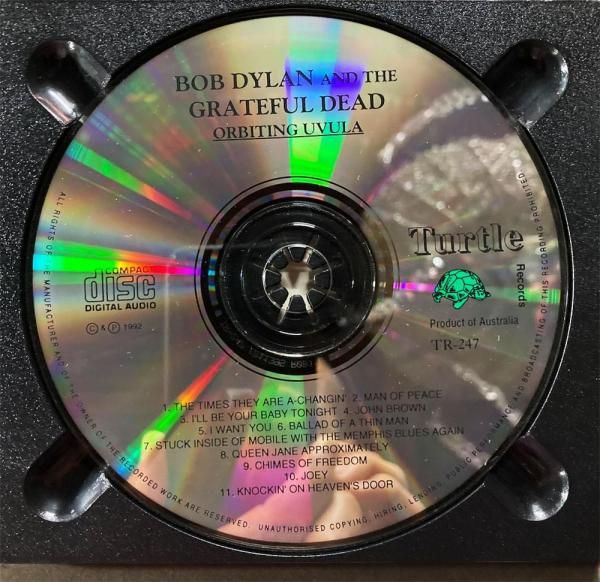 BOB DYLAN AND THE
GRATEFUL DEAD
ORBITING UVULA
Turtle
Records
Product of Australia
TR-247
COMPACT
disc
DIGITAL AUDIO
© & ℗ 1992
1. THE TIMES THEY ARE A-CHANGIN' 2. MAN OF PEACE
3. I'LL BE YOUR BABY TONIGHT 4. JOHN BROWN
5. I WANT YOU 6. BALLAD OF A THIN MAN
7. STUCK INSIDE OF MOBILE WITH THE MEMPHIS BLUES AGAIN
8. QUEEN JANE APPROXIMATELY
9. CHIMES OF FREEDOM
10. JOEY
11. KNOCKIN' ON HEAVEN'S DOOR
ALL RIGHTS OF THE MANUFACTURER AND OF THE OWNER OF THE RECORDED WORK ARE RESERVED. UNAUTHORISED COPYING, HIRING, LENDING, PUBLIC PERFORMANCE AND BROADCASTING OF THIS RECORDING PROHIBITED